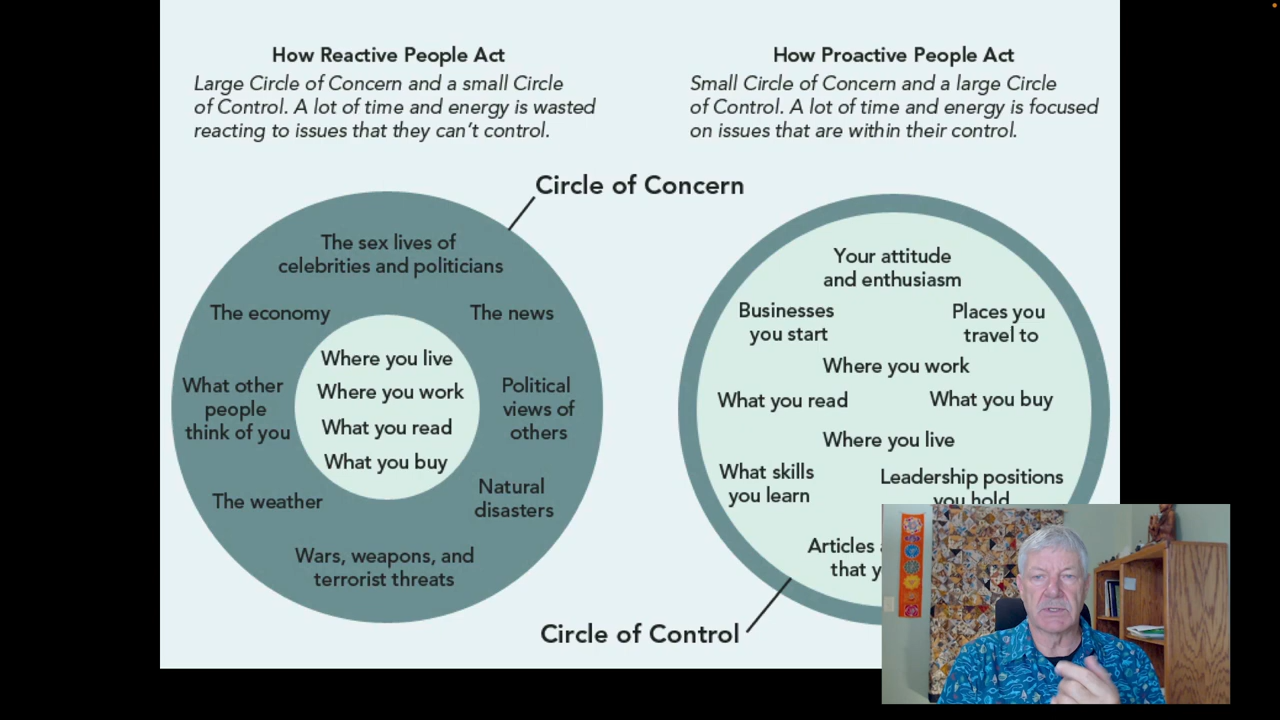 How Reactive People Act
Large Circle of Concern and a small Circle
of Control. A lot of time and energy is wasted
reacting to issues that they can't control.
How Proactive People Act
Small Circle of Concern and a large Circle
of Control. A lot of time and energy is focused
on issues that are within their control.
Circle of Concern
The sex lives of
celebrities and politicians
The economy
The news
What other
people
think of you
Political
views of
others
The weather
Natural
disasters
Wars, weapons, and
terrorist threats
Where you live
Where you work
What you read
What you buy
Your attitude
and enthusiasm
Businesses
you start
Places you
travel to
Where you work
What you read
What you buy
Where you live
What skills
you learn
Leadership positions
you hold
Articles
that
Circle of Control